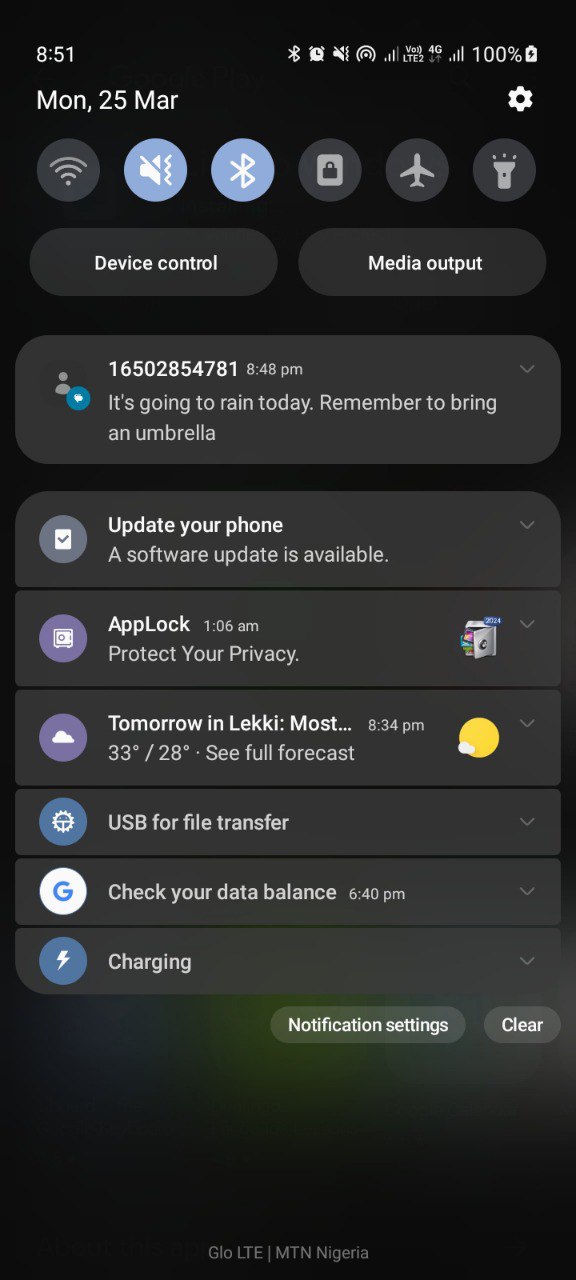 8:51
Vo)) 4G
LTE2
100%
Mon, 25 Mar
Device control
Media output
16502854781 8:48 pm
It's going to rain today. Remember to bring
an umbrella
Update your phone
A software update is available.
AppLock 1:06 am
2024
Protect Your Privacy.
Tomorrow in Lekki: Most... 8:34 pm
33° / 28° · See full forecast
USB for file transfer
G
Check your data balance 6:40 pm
Charging
Notification settings
Clear
About this ap
Glo LTE | MTN Nigeria